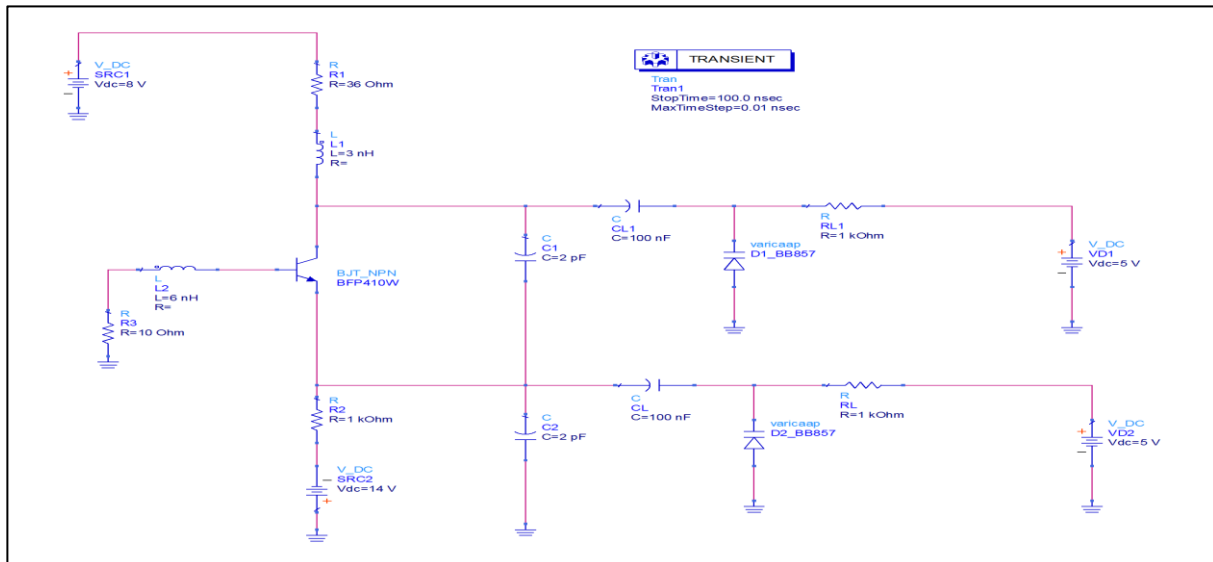 V_DC
SRC1
Vdc=8 V
R
R1
R=36 Ohm
TRANSIENT
Tran
Tran1
StopTime=100.0 nsec
MaxTimeStep=0.01 nsec
L
L1
L=3 nH
R=
C
CL1
C=100 nF
R
RL1
R=1 kOhm
C
C1
C=2 pF
varicaap
D1_BB857
V_DC
VD1
Vdc=5 V
BJT_NPN
BFP410W
L
L2
L=6 nH
R=
R
R3
R=10 Ohm
R
R2
R=1 kOhm
C
CL
C=100 nF
R
RL
R=1 kOhm
C
C2
C=2 pF
varicaap
D2_BB857
V_DC
VD2
Vdc=5 V
V_DC
SRC2
Vdc=14 V